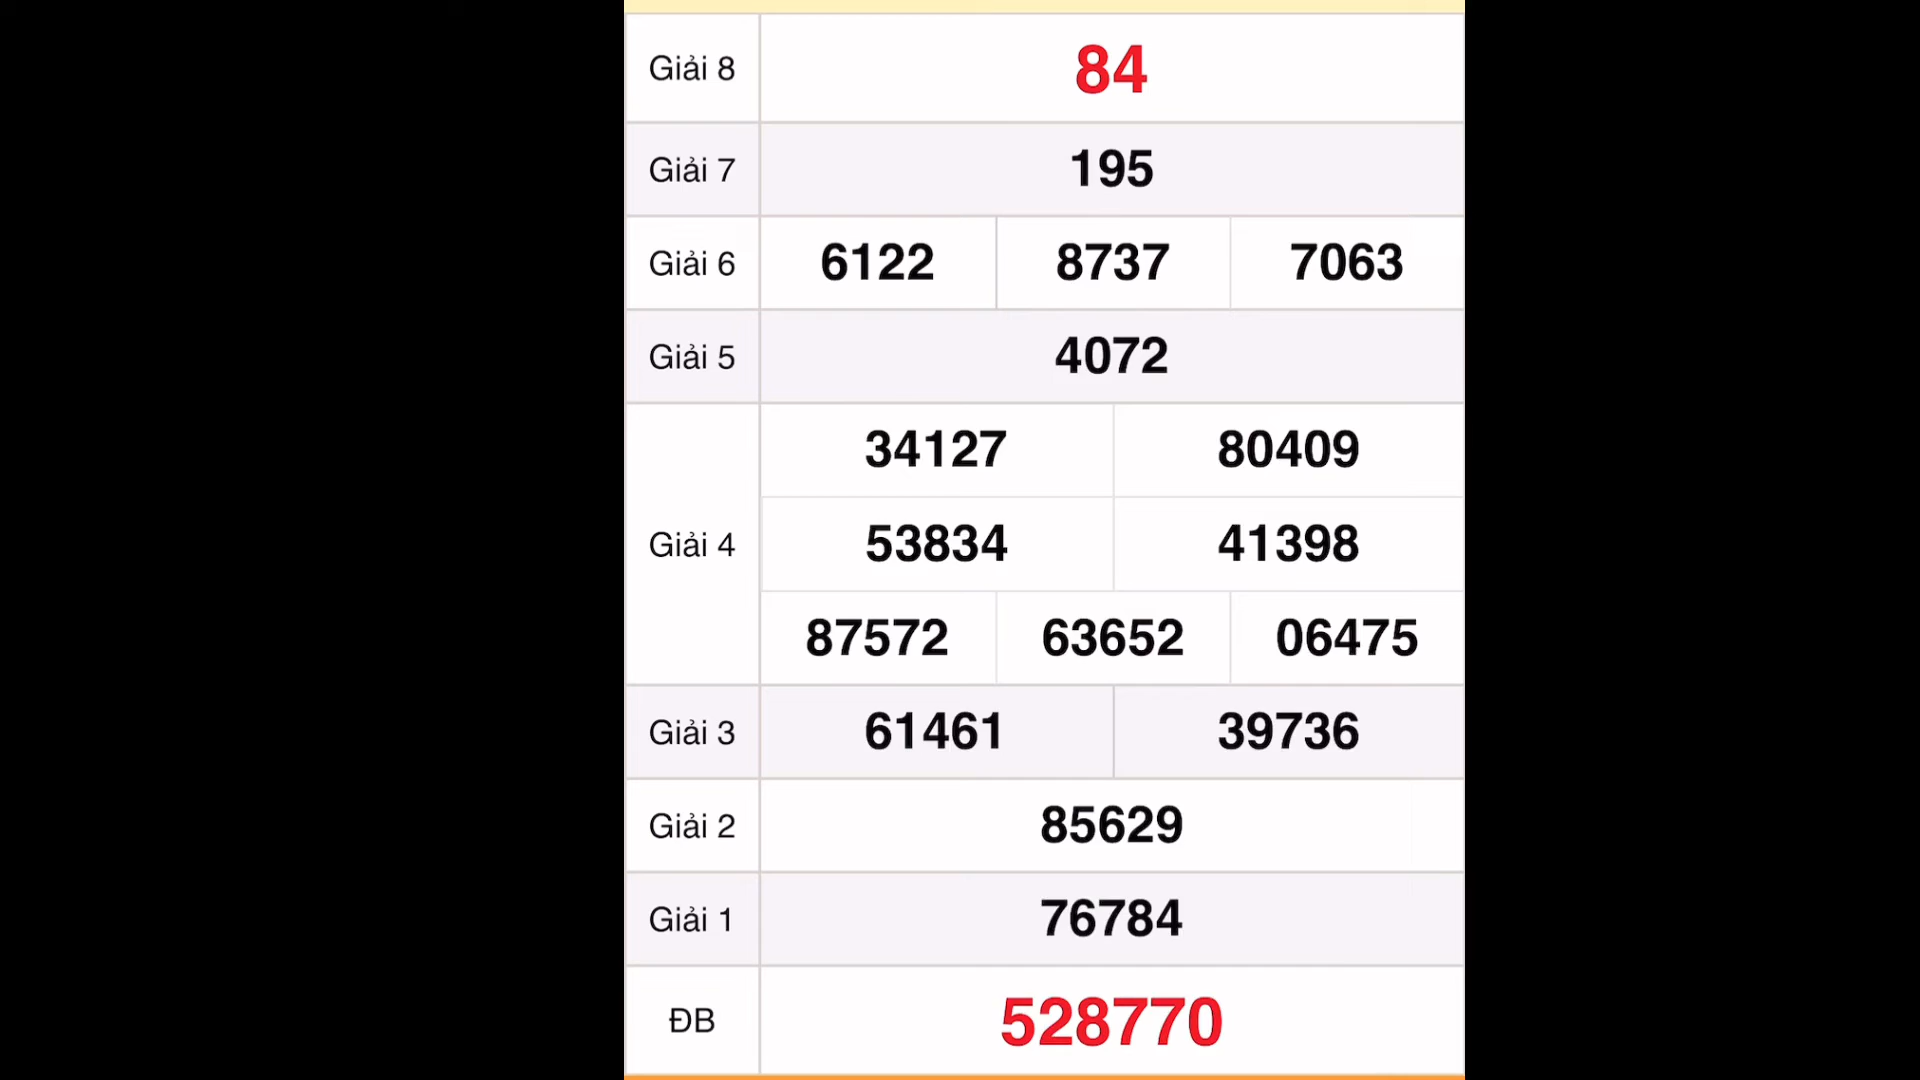 Giải 8 84
Giải 7 195
Giải 6 6122 8737 7063
Giải 5 4072
34127 80409
Giải 4 53834 41398
87572 63652 06475
Giải 3 61461 39736
Giải 2 85629
Giải 1 76784
ĐB 528770